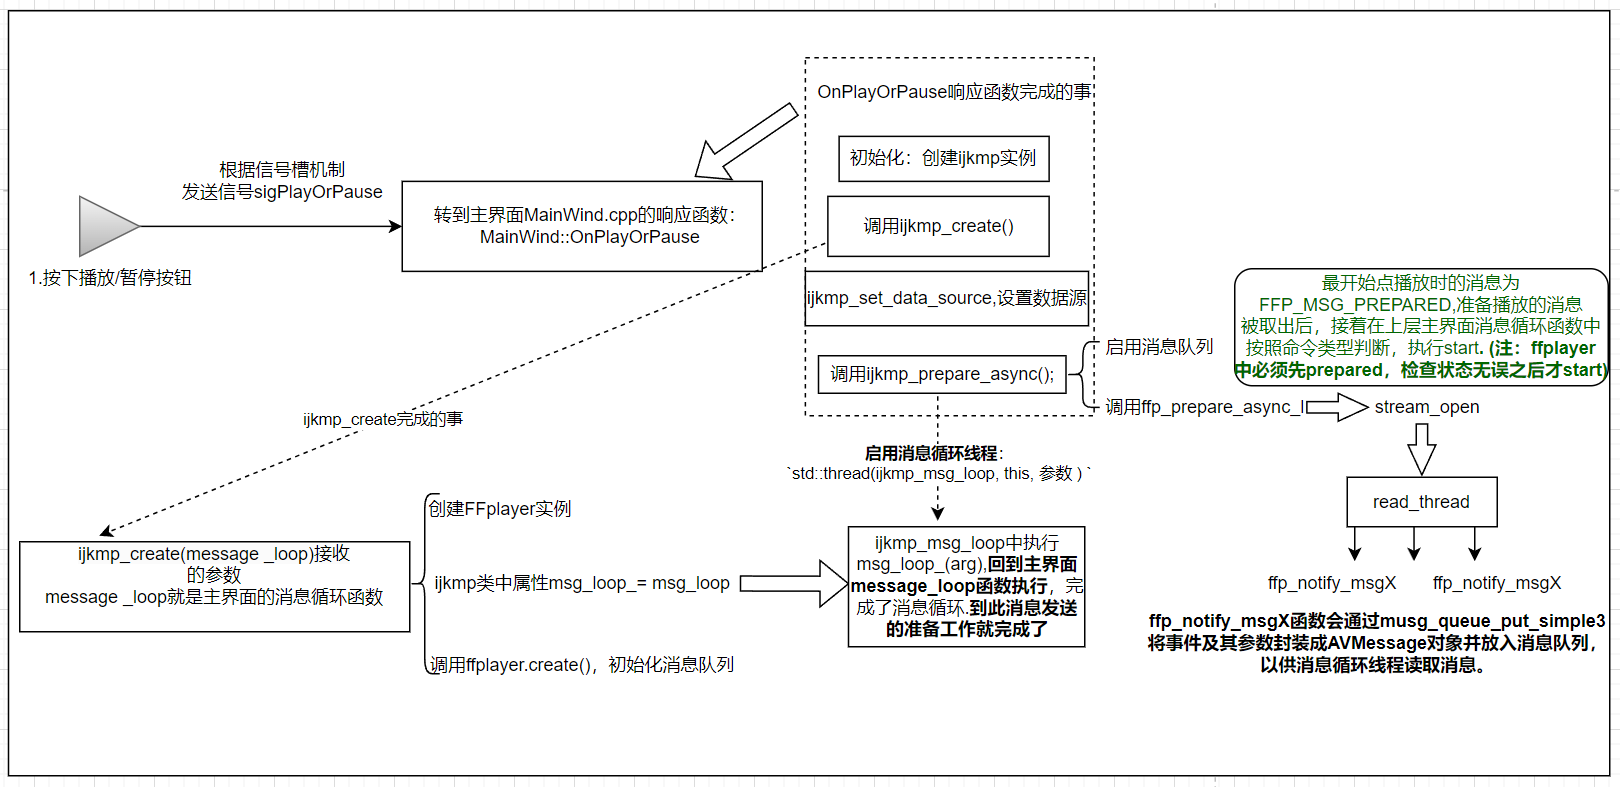 OnPlayOrPause响应函数完成的事
初始化：创建ijkmp实例
调用ijkmp_create()
ijkmp_set_data_source,设置数据源
调用ijkmp_prepare_async();
根据信号槽机制
发送信号sigPlayOrPause
1.按下播放/暂停按钮
转到主界面MainWind.cpp的响应函数：
MainWind::OnPlayOrPause
最开始点播放时的消息为
FFP_MSG_PREPARED,准备播放的消息
被取出后，接着在上层主界面消息循环函数中
按照命令类型判断，执行start. (注：ffplayer
中必须先prepared，检查状态无误之后才start)
启用消息队列
调用ffp_prepare_async_l
stream_open
read_thread
ffp_notify_msgX
ffp_notify_msgX
ffp_notify_msgX函数会通过musg_queue_put_simple3
将事件及其参数封装成AVMessage对象并放入消息队列，
以供消息循环线程读取消息。
ijkmp_create完成的事
启用消息循环线程：
`std::thread(ijkmp_msg_loop, this, 参数 ) `
ijkmp_create(message _loop)接收
的参数
message _loop就是主界面的消息循环函数
创建FFplayer实例
ijkmp类中属性msg_loop_= msg_loop
调用ffplayer.create()，初始化消息队列
ijkmp_msg_loop中执行
msg_loop_(arg),回到主界面
message_loop函数执行，完
成了消息循环.到此消息发送
的准备工作就完成了